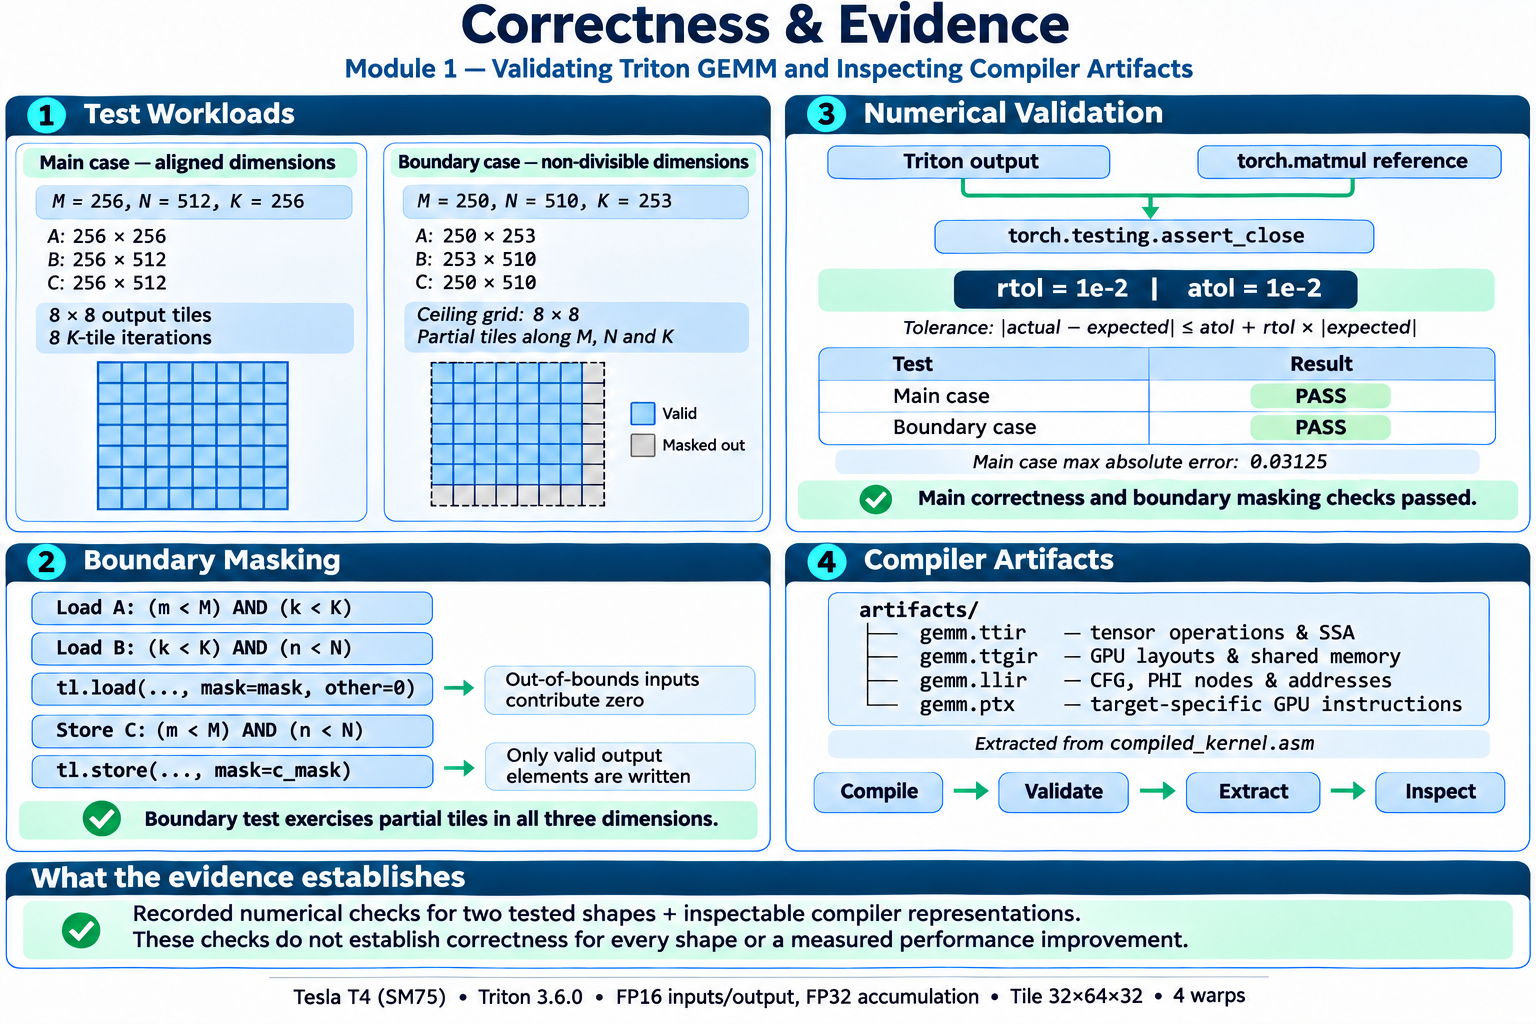 Correctness & Evidence
Module 1 — Validating Triton GEMM and Inspecting Compiler Artifacts
1 Test Workloads
Main case — aligned dimensions
M = 256, N = 512, K = 256
A: 256 × 256
B: 256 × 512
C: 256 × 512
8 × 8 output tiles
8 K-tile iterations
Boundary case — non-divisible dimensions
M = 250, N = 510, K = 253
A: 250 × 253
B: 253 × 510
C: 250 × 510
Ceiling grid: 8 × 8
Partial tiles along M, N and K
Valid
Masked out
2 Boundary Masking
Load A: (m < M) AND (k < K)
Load B: (k < K) AND (n < N)
tl.load(..., mask=mask, other=0)
Out-of-bounds inputs
contribute zero
Store C: (m < M) AND (n < N)
tl.store(..., mask=c_mask)
Only valid output
elements are written
Boundary test exercises partial tiles in all three dimensions.
3 Numerical Validation
Triton output
torch.matmul reference
torch.testing.assert_close
rtol = 1e-2 | atol = 1e-2
Tolerance: |actual − expected| ≤ atol + rtol × |expected|
Test Result
Main case PASS
Boundary case PASS
Main case max absolute error: 0.03125
Main correctness and boundary masking checks passed.
4 Compiler Artifacts
artifacts/
├── gemm.ttir — tensor operations & SSA
├── gemm.ttgir — GPU layouts & shared memory
├── gemm.llir — CFG, PHI nodes & addresses
└── gemm.ptx — target-specific GPU instructions
Extracted from compiled_kernel.asm
Compile → Validate → Extract → Inspect
What the evidence establishes
Recorded numerical checks for two tested shapes + inspectable compiler representations.
These checks do not establish correctness for every shape or a measured performance improvement.
Tesla T4 (SM75) • Triton 3.6.0 • FP16 inputs/output, FP32 accumulation • Tile 32×64×32 • 4 warps